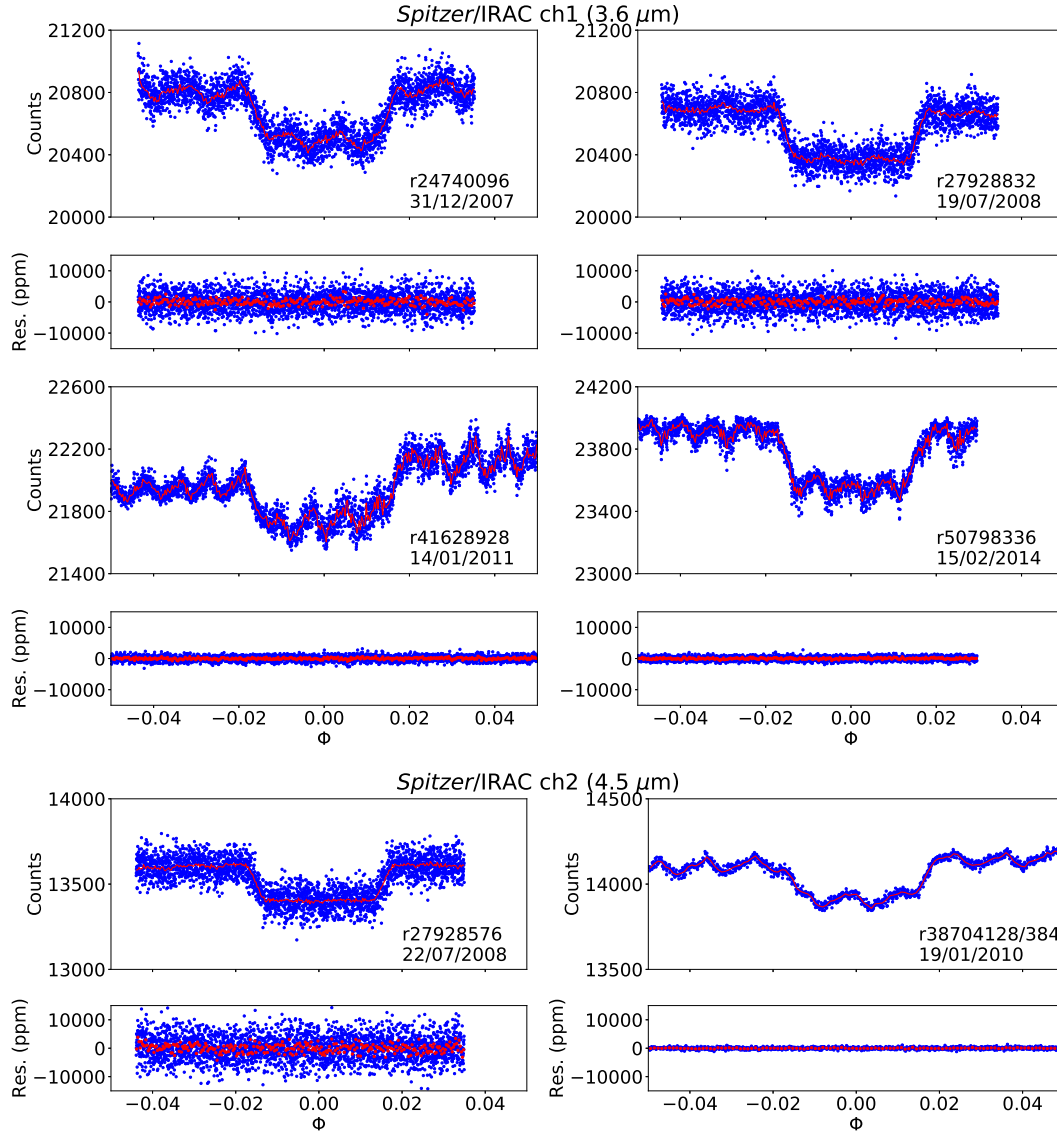 Spitzer/IRAC ch1 (3.6 μm)
21200
20800
20400
20000
Counts
r24740096
31/12/2007
21200
20800
20400
20000
r27928832
19/07/2008
10000
0
−10000
Res. (ppm)
10000
0
−10000
22600
22200
21800
21400
Counts
r41628928
14/01/2011
24200
23800
23400
23000
r50798336
15/02/2014
10000
0
−10000
Res. (ppm)
−0.04 −0.02 0.00 0.02 0.04
Φ
10000
0
−10000
−0.04 −0.02 0.00 0.02 0.04
Φ
Spitzer/IRAC ch2 (4.5 μm)
14000
13500
13000
Counts
r27928576
22/07/2008
14500
14000
13500
Counts
r38704128/384
19/01/2010
10000
0
−10000
Res. (ppm)
−0.04 −0.02 0.00 0.02 0.04
Φ
10000
0
−10000
Res. (ppm)
−0.04 −0.02 0.00 0.02 0.04
Φ